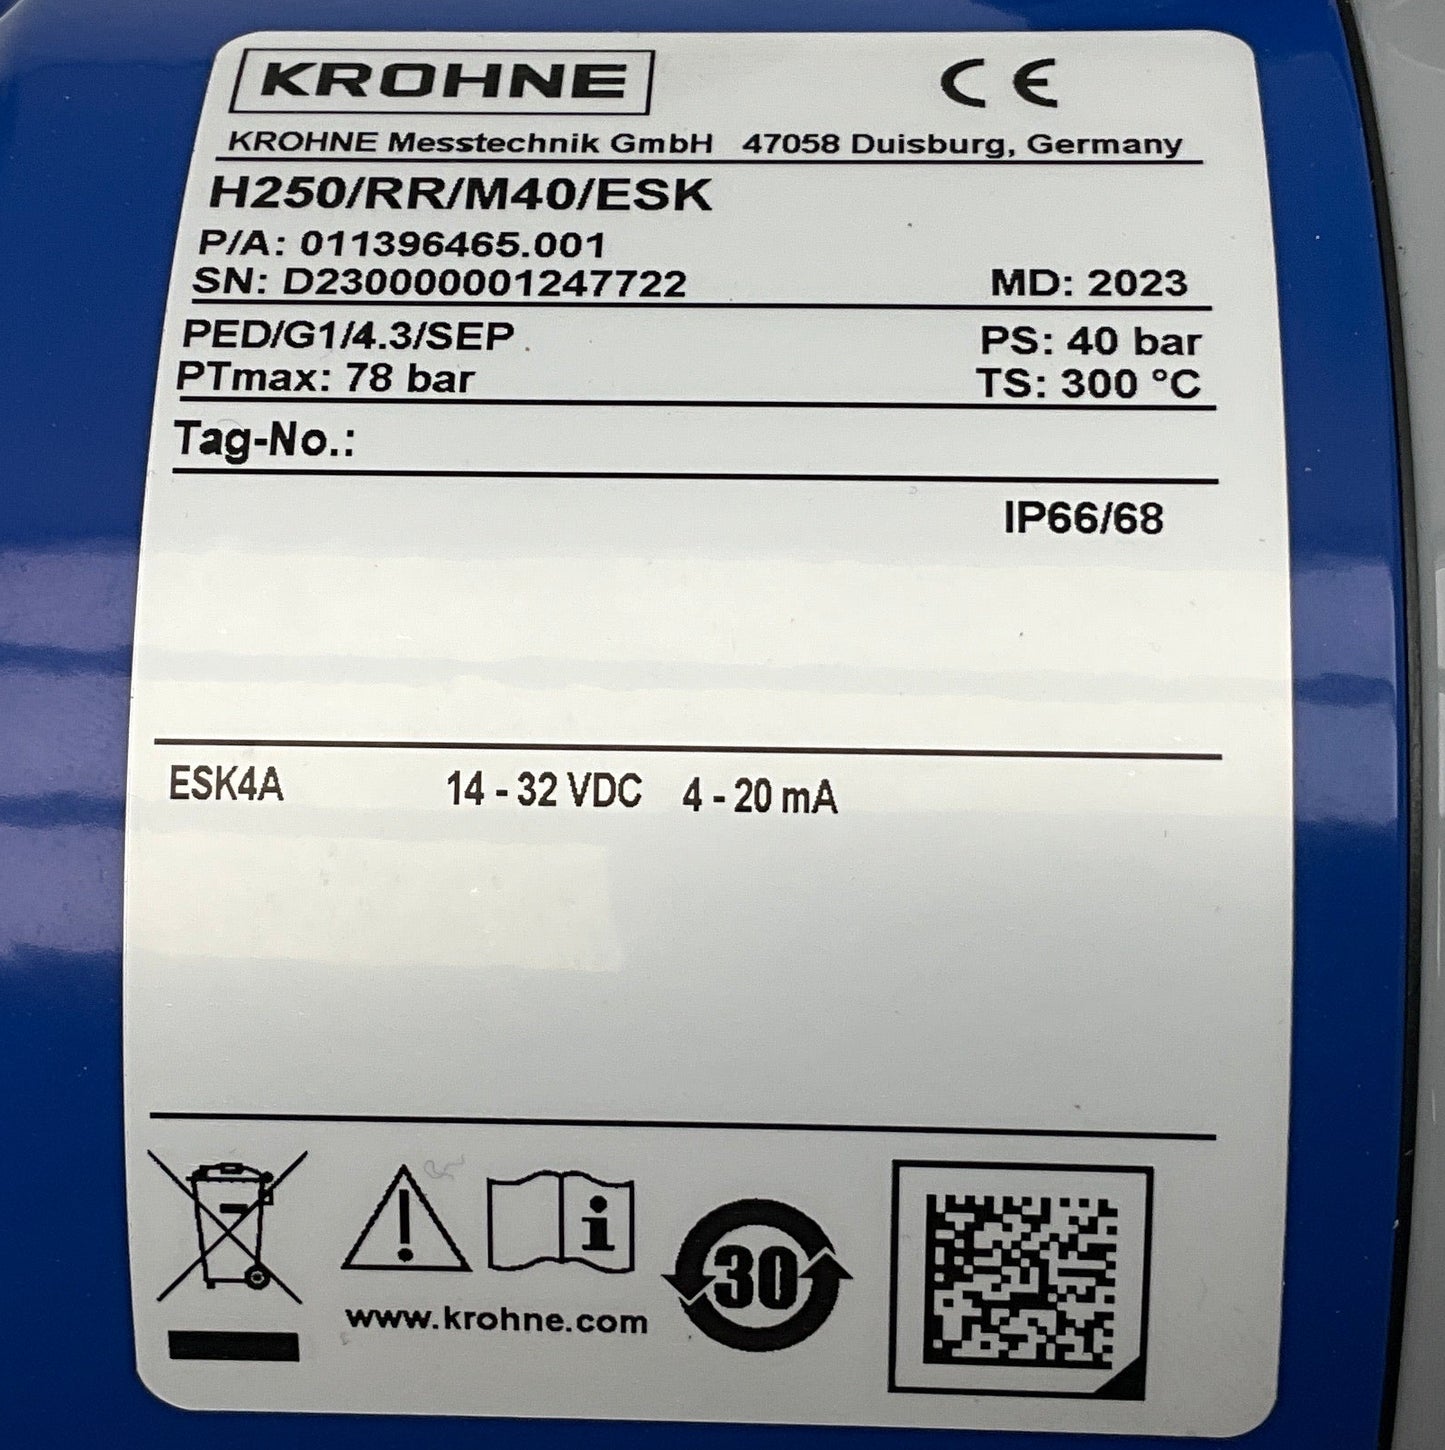 KROHNE CE
KROHNE Messtechnik GmbH 47058 Duisburg, Germany
H250/RR/M40/ESK
P/A: 011396465.001
SN: D230000001247722 MD: 2023
PED/G1/4.3/SEP PS: 40 bar
PTmax: 78 bar TS: 300 °C
Tag-No.:
IP66/68
ESK4A 14 - 32 VDC 4 - 20 mA
30
www.krohne.com